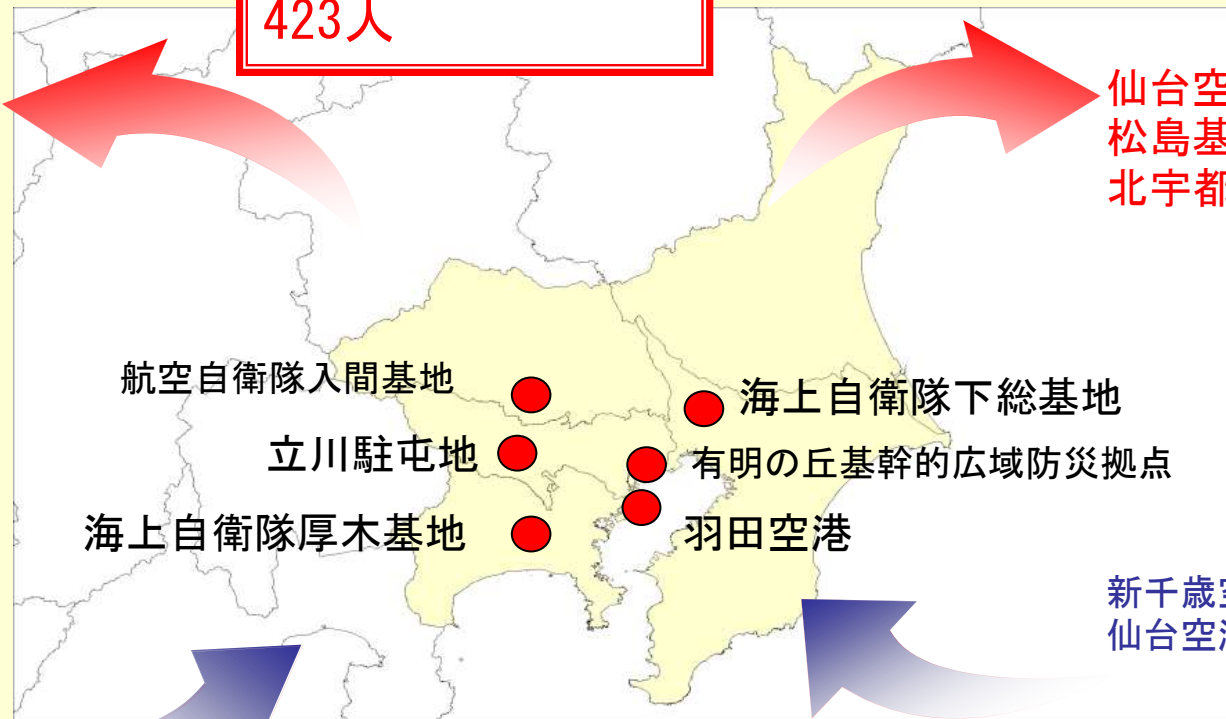 423人
仙台空
松島基
北宇都
航空自衛隊入間基地
海上自衛隊下総基地
立川駐屯地
有明の丘基幹的広域防災拠点
海上自衛隊厚木基地
羽田空港
新千歳空
仙台空港